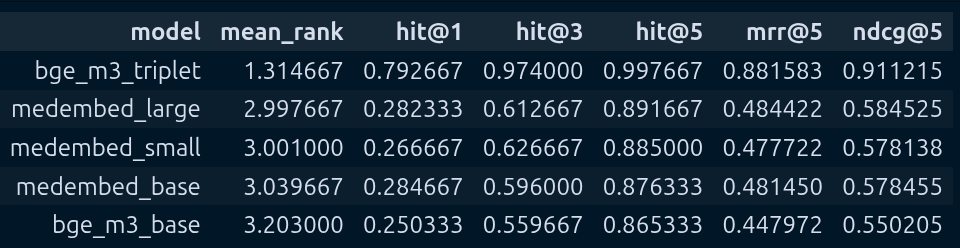 model mean_rank hit@1 hit@3 hit@5 mrr@5 ndcg@5
bge_m3_triplet 1.314667 0.792667 0.974000 0.997667 0.881583 0.911215
medembed_large 2.997667 0.282333 0.612667 0.891667 0.484422 0.584525
medembed_small 3.001000 0.266667 0.626667 0.885000 0.477722 0.578138
medembed_base 3.039667 0.284667 0.596000 0.876333 0.481450 0.578455
bge_m3_base 3.203000 0.250333 0.559667 0.865333 0.447972 0.550205